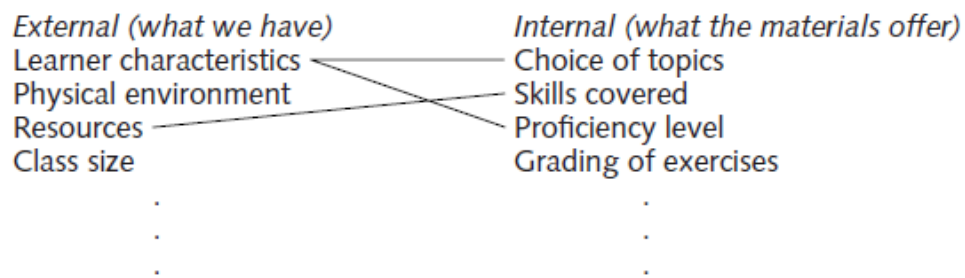 External (what we have) Internal (what the materials offer)
Learner characteristics Choice of topics
Physical environment Skills covered
Resources Proficiency level
Class size Grading of exercises
. .
. .
. .